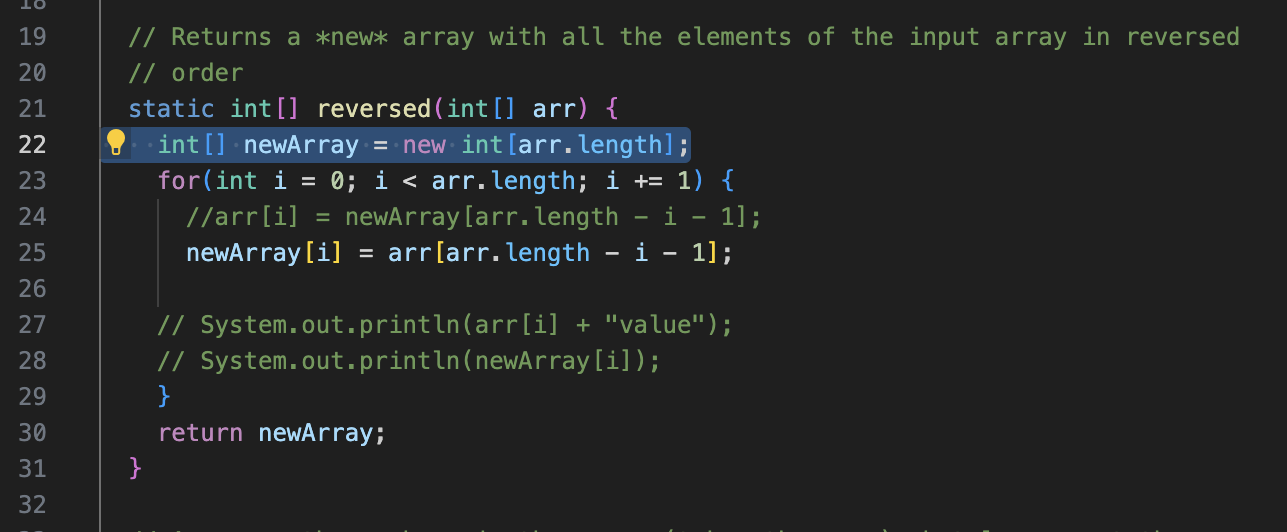 18
19 // Returns a *new* array with all the elements of the input array in reversed
20 // order
21 static int[] reversed(int[] arr) {
22 int[] newArray = new int[arr.length];
23 for(int i = 0; i < arr.length; i += 1) {
24 //arr[i] = newArray[arr.length - i - 1];
25 newArray[i] = arr[arr.length - i - 1];
26
27 // System.out.println(arr[i] + "value");
28 // System.out.println(newArray[i]);
29 }
30 return newArray;
31 }
32